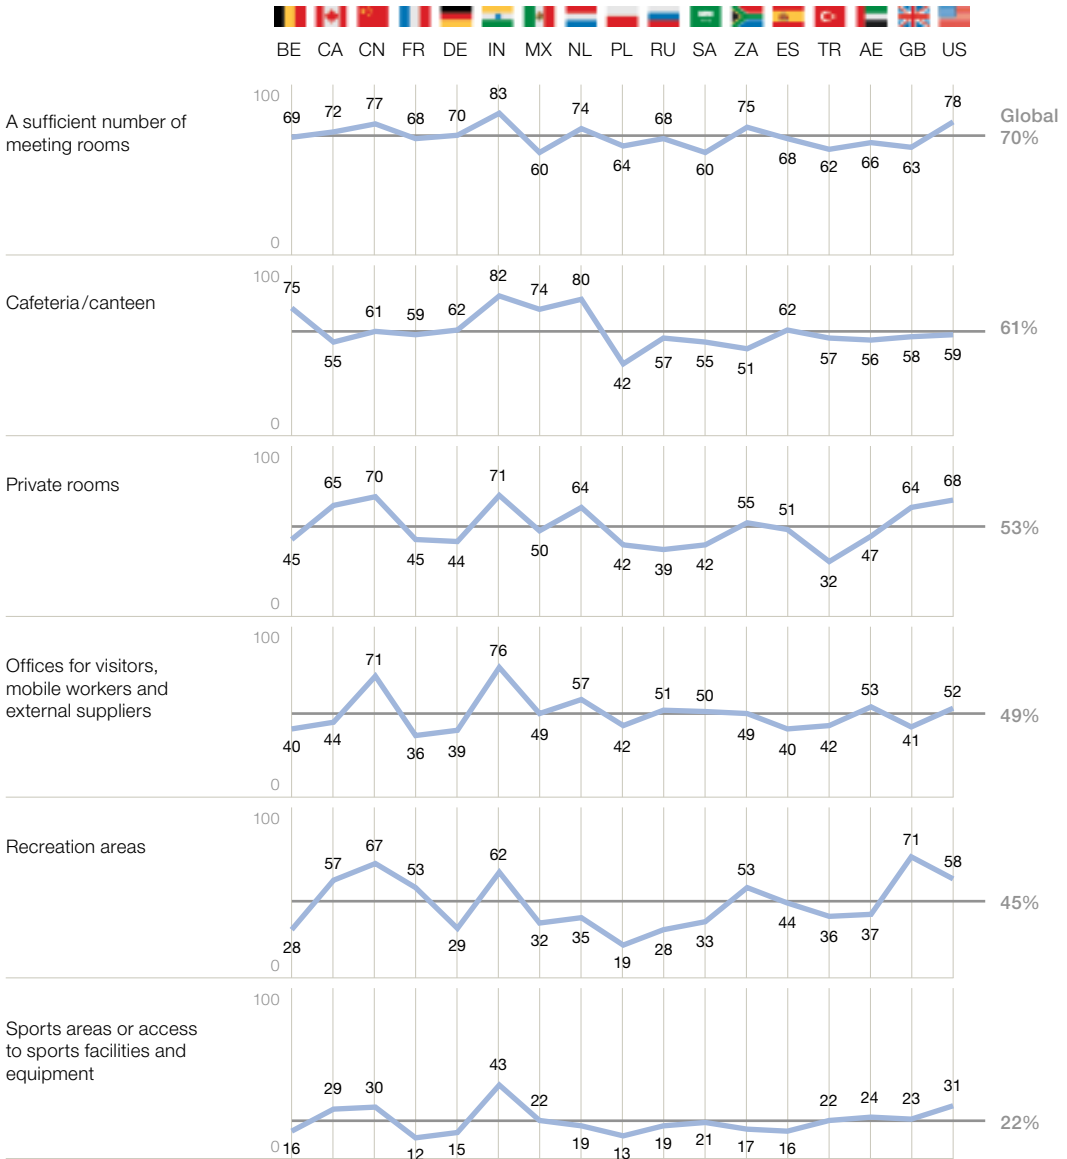 BE CA CN FR DE IN MX NL PL RU SA ZA ES TR AE GB US
A sufficient number of
meeting rooms
100
0
69 72 77 68 70 83 60 74 64 68 60 75 68 62 66 63 78
Global
70%
Cafeteria/canteen
100
0
75 55 61 59 62 82 74 80 42 57 55 51 62 57 56 58 59
61%
Private rooms
100
0
45 65 70 45 44 71 50 64 42 39 42 55 51 32 47 64 68
53%
Offices for visitors,
mobile workers and
external suppliers
100
0
40 44 71 36 39 76 49 57 42 51 50 49 40 42 53 41 52
49%
Recreation areas
100
0
28 57 67 53 29 62 32 35 19 28 33 53 44 36 37 71 58
45%
Sports areas or access
to sports facilities and
equipment
100
0
16 29 30 12 15 43 22 19 13 19 21 17 16 22 24 23 31
22%